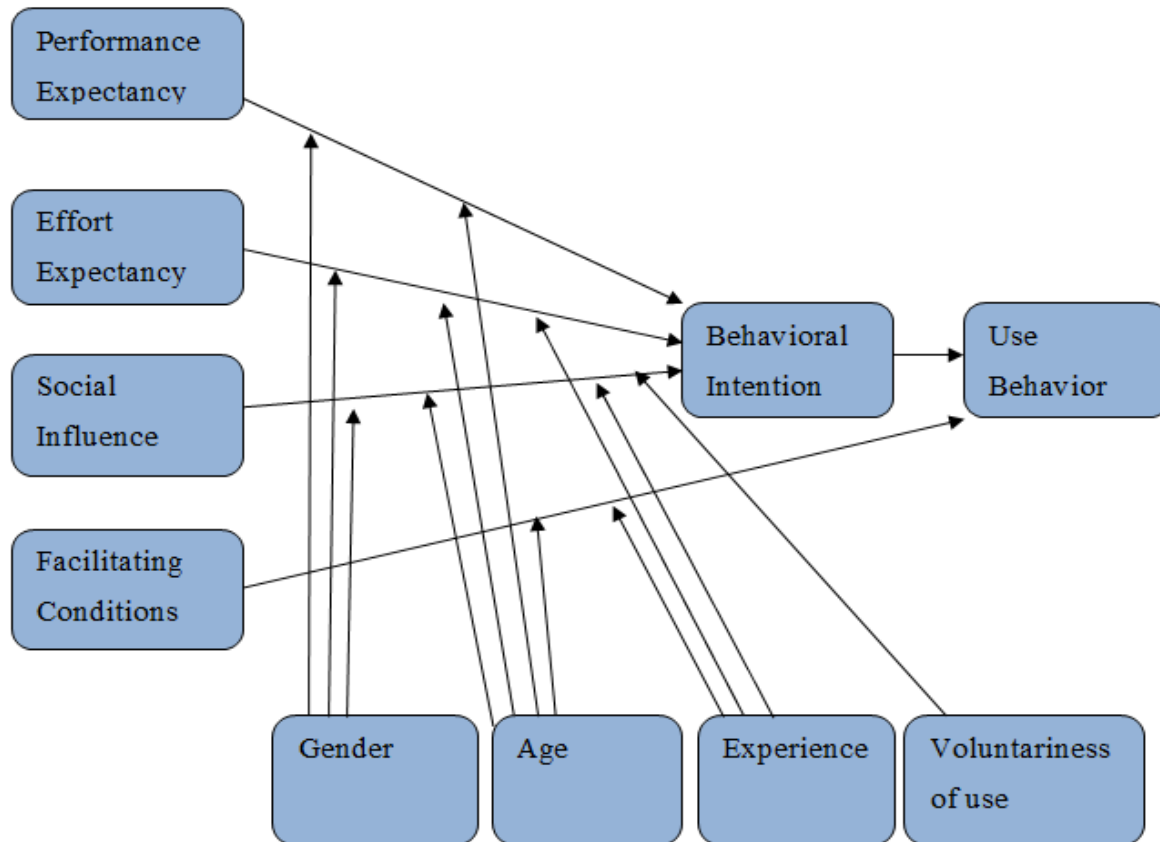 Performance
Expectancy
Effort
Expectancy
Social
Influence
Facilitating
Conditions
Behavioral
Intention
Use
Behavior
Gender
Age
Experience
Voluntariness
of use